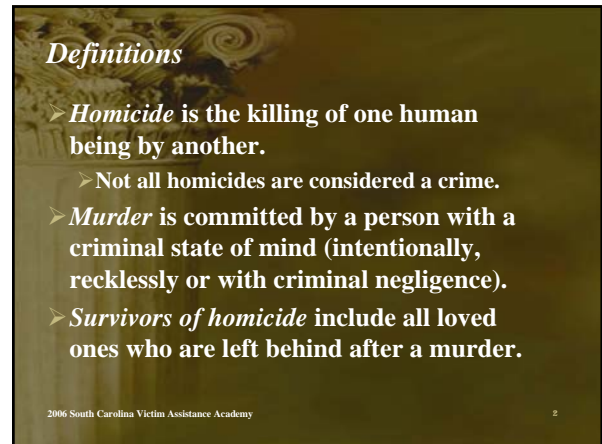 Definitions
➢Homicide is the killing of one human
being by another.
➢Not all homicides are considered a crime.
➢Murder is committed by a person with a
criminal state of mind (intentionally,
recklessly or with criminal negligence).
➢Survivors of homicide include all loved
ones who are left behind after a murder.
2006 South Carolina Victim Assistance Academy 2